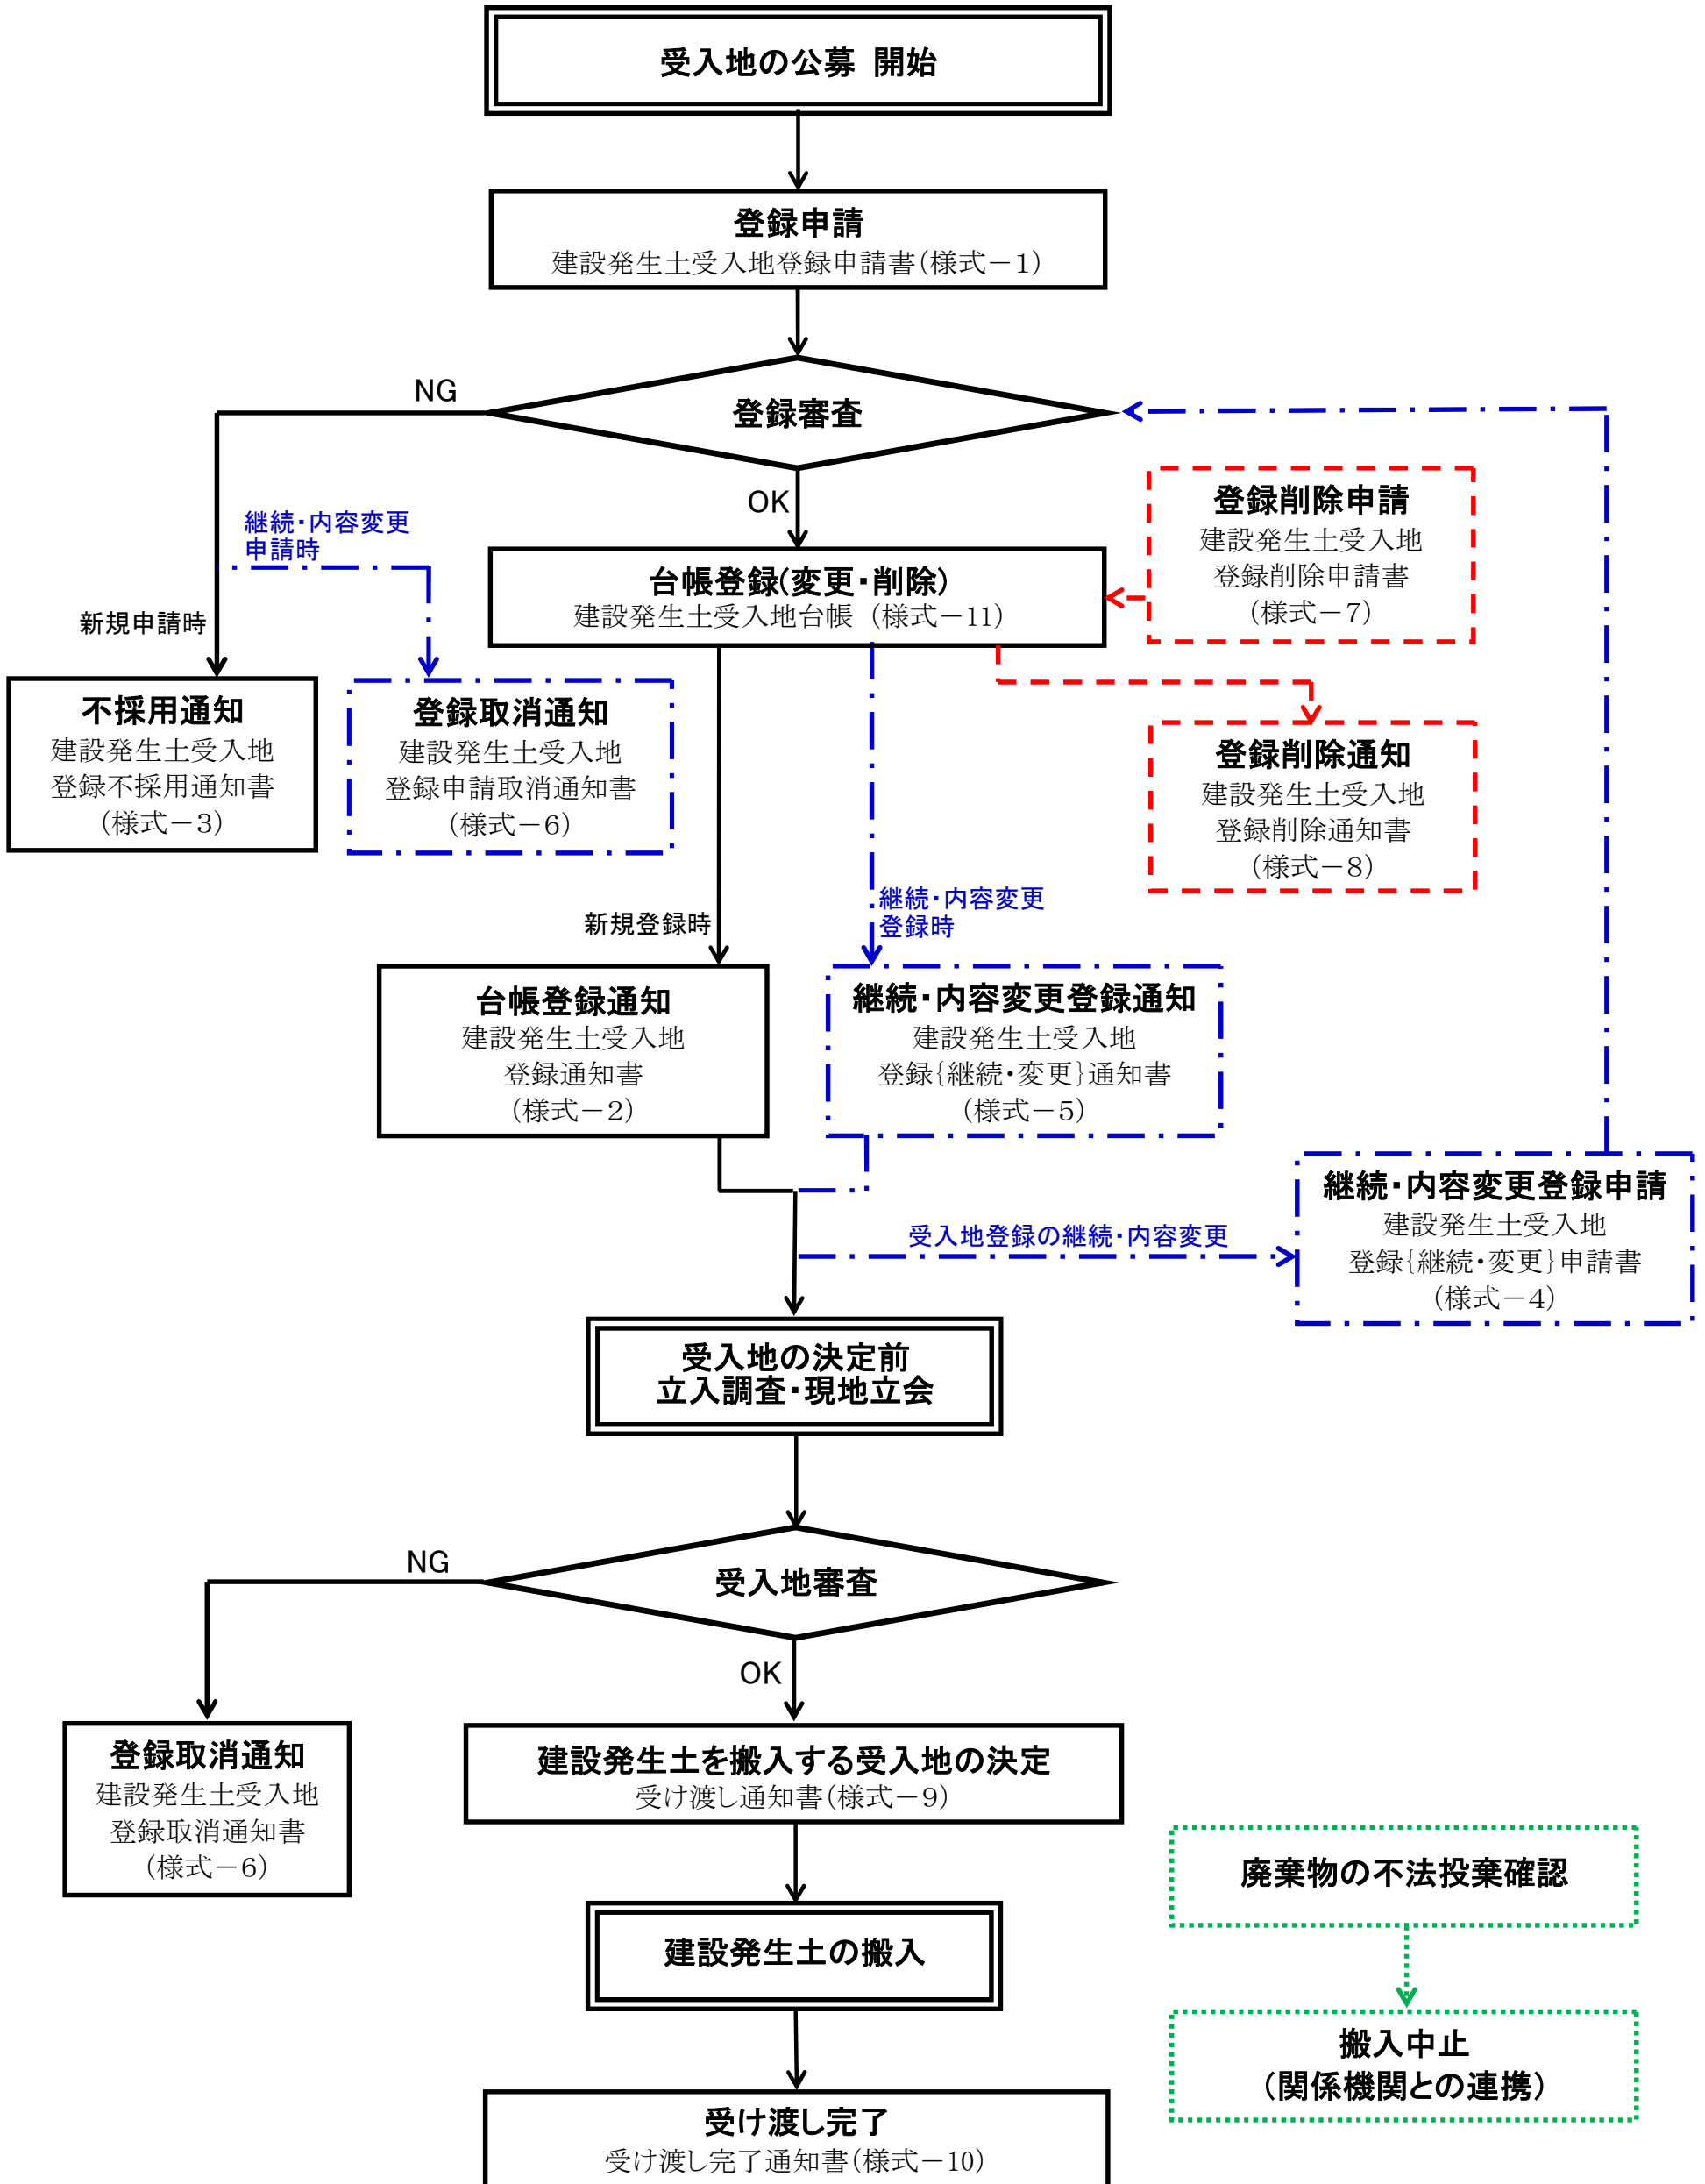 受入地の公募 開始
登録申請
建設発生土受入地登録申請書(様式－1)
登録審査
NG
OK
継続・内容変更
申請時
新規申請時
登録削除申請
建設発生土受入地
登録削除申請書
(様式－7)
台帳登録(変更・削除)
建設発生土受入地台帳 (様式－11)
不採用通知
建設発生土受入地
登録不採用通知書
(様式－3)
登録取消通知
建設発生土受入地
登録申請取消通知書
(様式－6)
登録削除通知
建設発生土受入地
登録削除通知書
(様式－8)
新規登録時
継続・内容変更
登録時
台帳登録通知
建設発生土受入地
登録通知書
(様式－2)
継続・内容変更登録通知
建設発生土受入地
登録{継続・変更}通知書
(様式－5)
受入地登録の継続・内容変更
継続・内容変更登録申請
建設発生土受入地
登録{継続・変更}申請書
(様式－4)
受入地の決定前
立入調査・現地立会
受入地審査
NG
OK
登録取消通知
建設発生土受入地
登録取消通知書
(様式－6)
建設発生土を搬入する受入地の決定
受け渡し通知書(様式－9)
建設発生土の搬入
廃棄物の不法投棄確認
搬入中止
(関係機関との連携)
受け渡し完了
受け渡し完了通知書(様式－10)